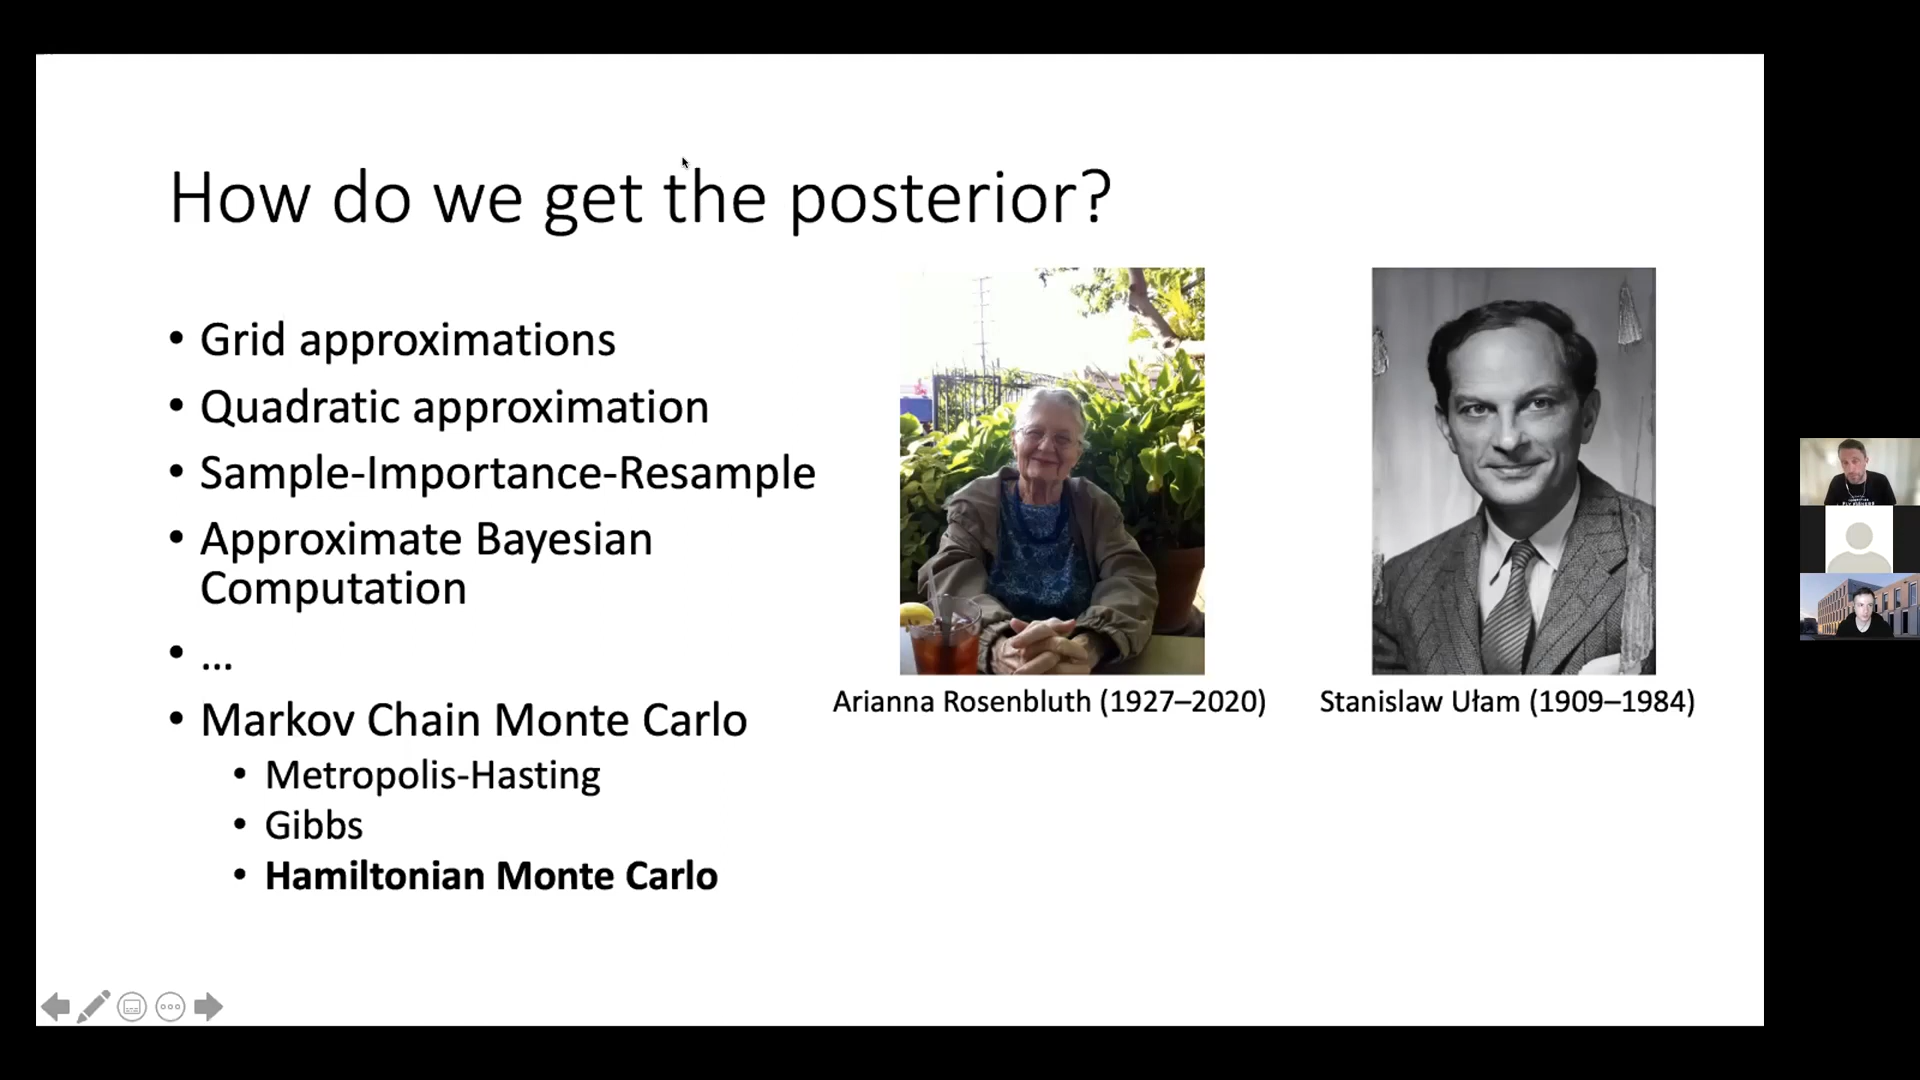 How do we get the posterior?
• Grid approximations
• Quadratic approximation
• Sample-Importance-Resample
• Approximate Bayesian
Computation
• ...
• Markov Chain Monte Carlo
• Metropolis-Hasting
• Gibbs
• Hamiltonian Monte Carlo
Arianna Rosenbluth (1927–2020)
Stanislaw Ułam (1909–1984)